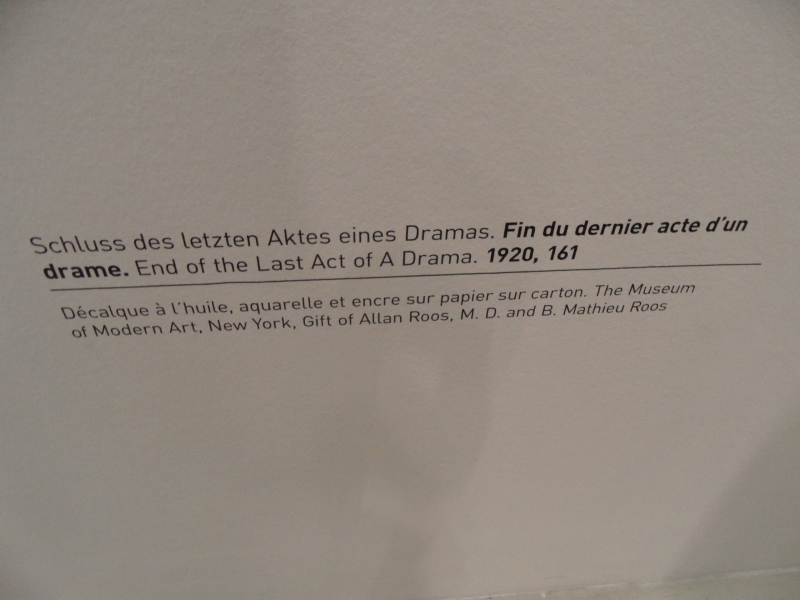 Schluss des letzten Aktes eines Dramas. Fin du dernier acte d'un
drame. End of the Last Act of A Drama. 1920, 161
Décalque à l'huile, aquarelle et encre sur papier sur carton. The Museum
of Modern Art, New York, Gift of Allan Roos, M. D. and B. Mathieu Roos